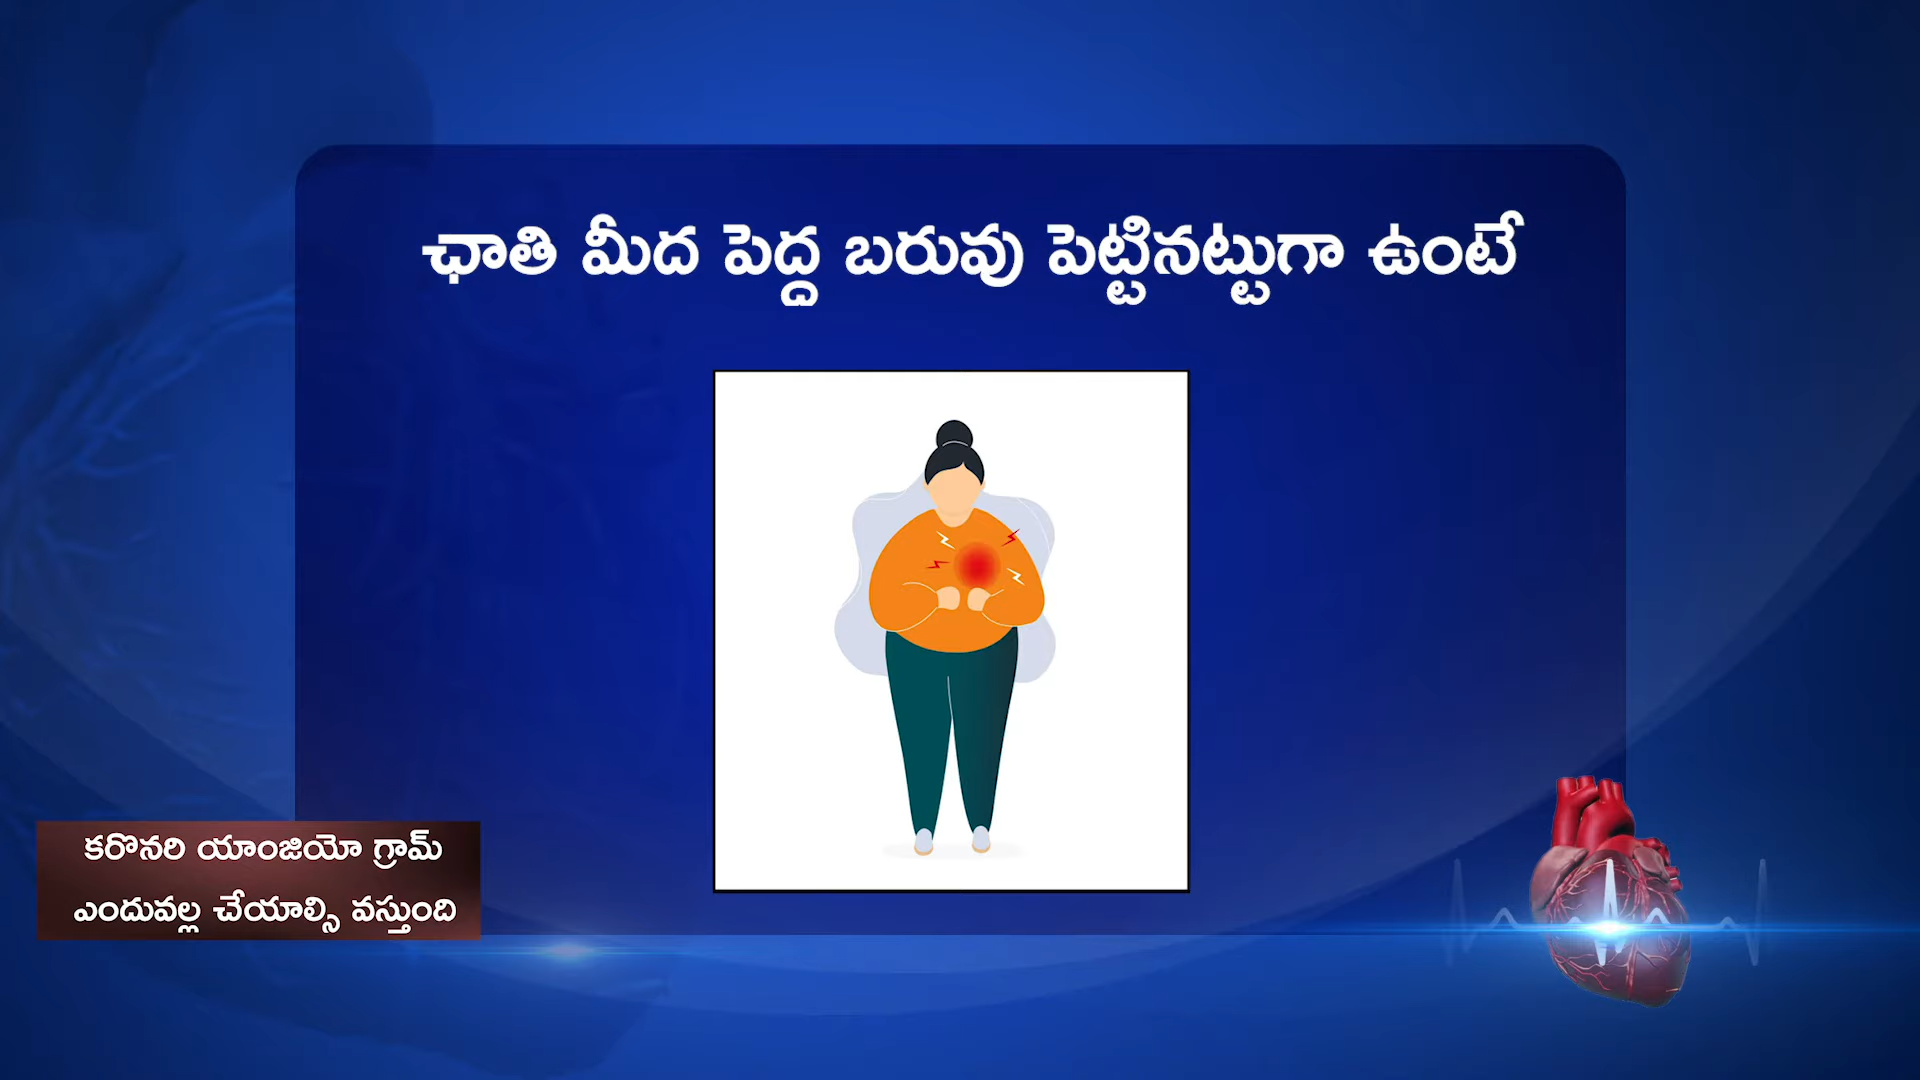 ఛాతి మీద పెద్ద బరువు పెట్టినట్టుగా ఉంటే
కరొనరి యాంజియో గ్రామ్
ఎందువల్ల చేయాల్సి వస్తుంది